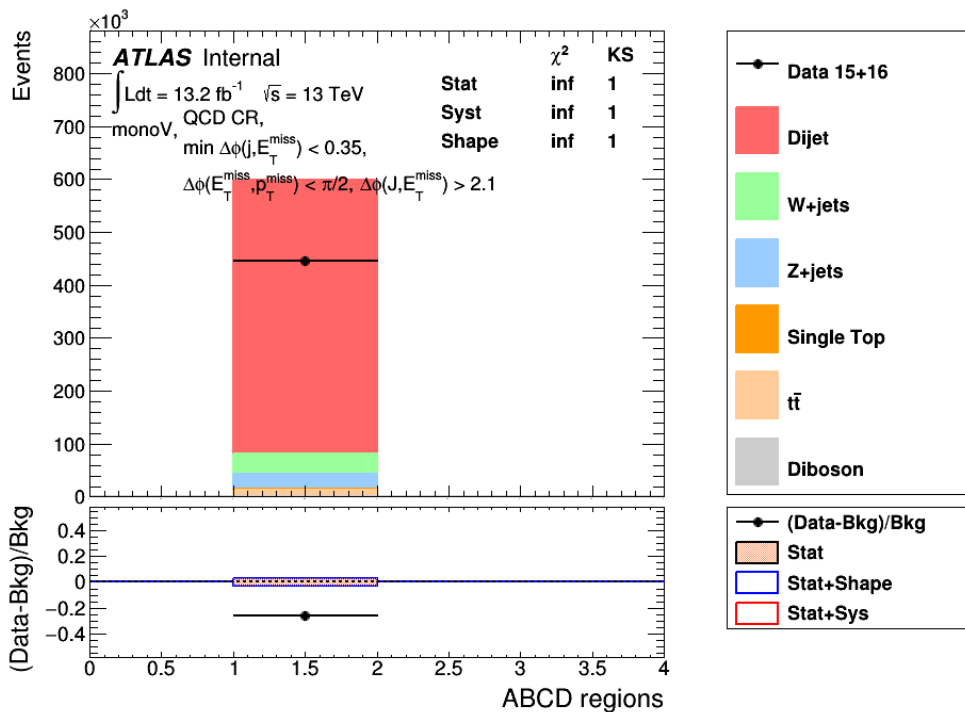 ×10³
Events
ATLAS Internal
∫Ldt = 13.2 fb⁻¹ √s = 13 TeV
monoV, QCD CR,
min Δϕ(j,E_T^miss) < 0.35,
Δϕ(E_T^miss,p_T^miss) < π/2, Δϕ(J,E_T^miss) > 2.1
χ² KS
Stat inf 1
Syst inf 1
Shape inf 1
800
700
600
500
400
300
200
100
0
Data 15+16
Dijet
W+jets
Z+jets
Single Top
tt̄
Diboson
(Data-Bkg)/Bkg
0.4
0.2
0
−0.2
−0.4
0 0.5 1 1.5 2 2.5 3 3.5 4
ABCD regions
(Data-Bkg)/Bkg
Stat
Stat+Shape
Stat+Sys